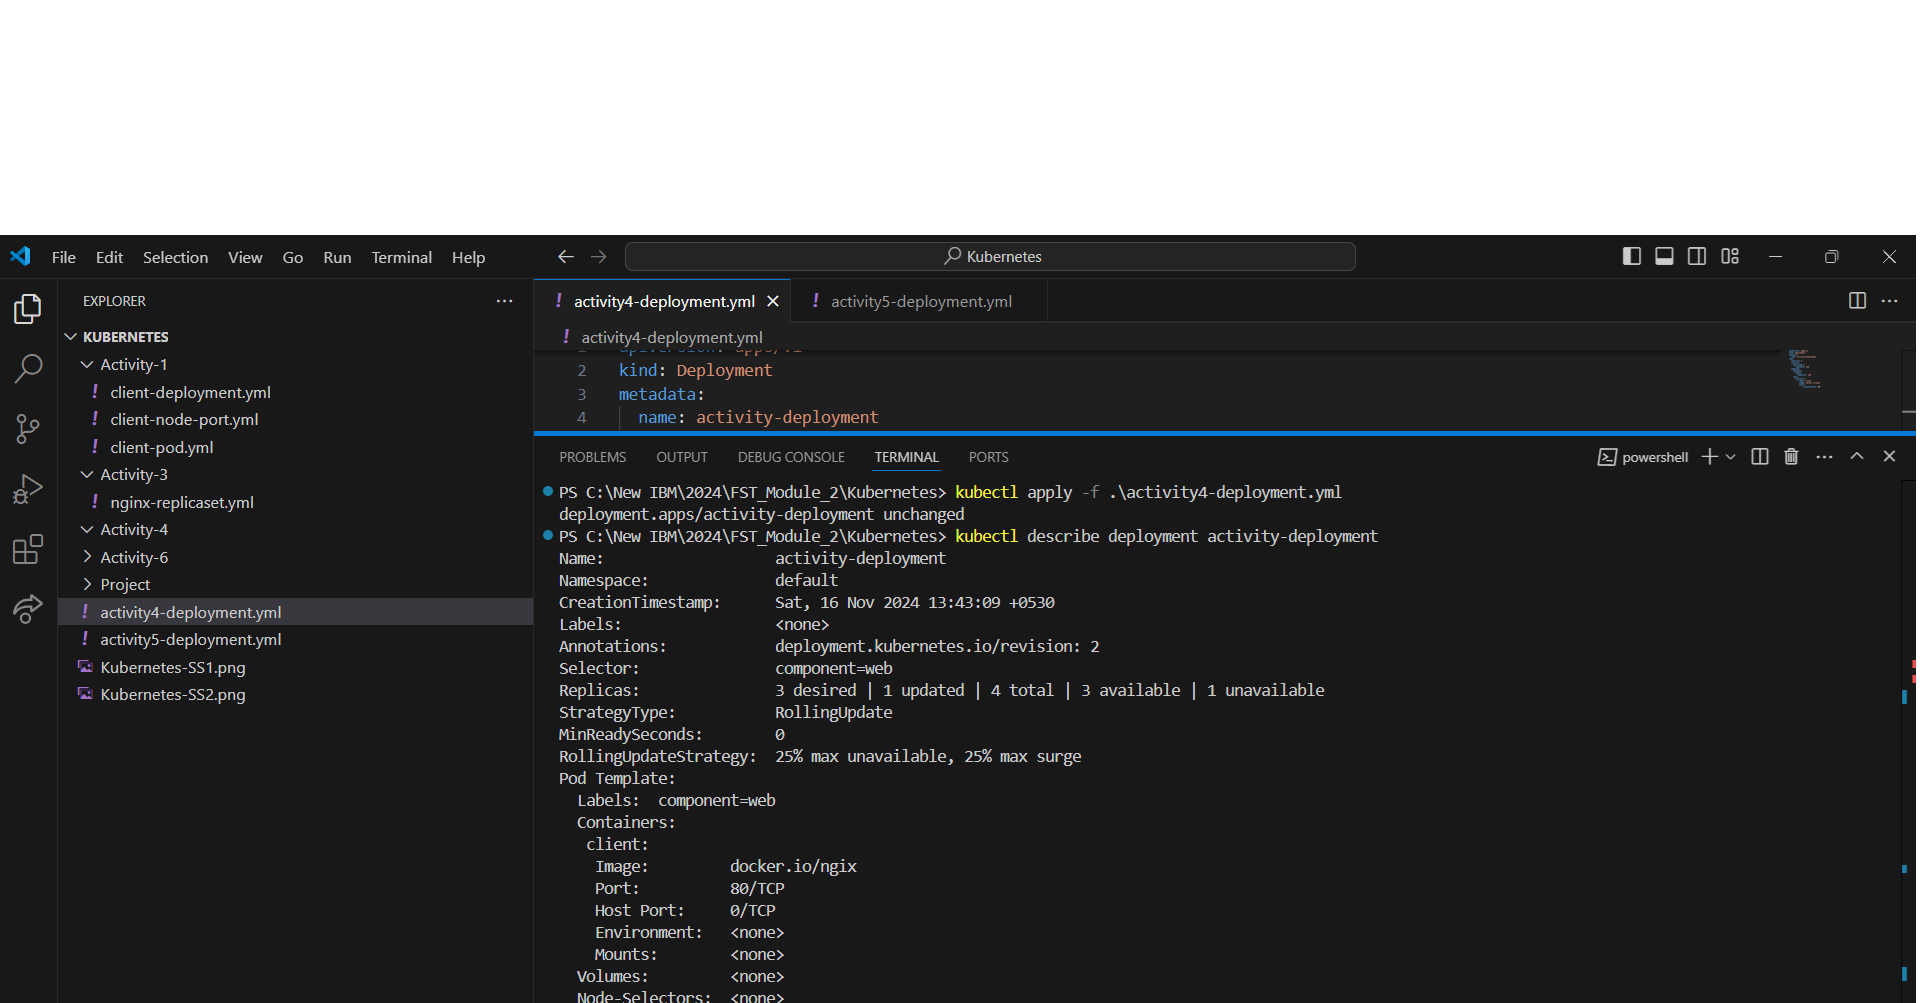 File Edit Selection View Go Run Terminal Help
Kubernetes
EXPLORER
KUBERNETES
Activity-1
client-deployment.yml
client-node-port.yml
client-pod.yml
Activity-3
nginx-replicaset.yml
Activity-4
Activity-6
Project
activity4-deployment.yml
activity5-deployment.yml
Kubernetes-SS1.png
Kubernetes-SS2.png
activity4-deployment.yml activity5-deployment.yml
activity4-deployment.yml
2 kind: Deployment
3 metadata:
4 name: activity-deployment
PROBLEMS OUTPUT DEBUG CONSOLE TERMINAL PORTS powershell
PS C:\New IBM\2024\FST_Module_2\Kubernetes> kubectl apply -f .\activity4-deployment.yml
deployment.apps/activity-deployment unchanged
PS C:\New IBM\2024\FST_Module_2\Kubernetes> kubectl describe deployment activity-deployment
Name: activity-deployment
Namespace: default
CreationTimestamp: Sat, 16 Nov 2024 13:43:09 +0530
Labels: <none>
Annotations: deployment.kubernetes.io/revision: 2
Selector: component=web
Replicas: 3 desired | 1 updated | 4 total | 3 available | 1 unavailable
StrategyType: RollingUpdate
MinReadySeconds: 0
RollingUpdateStrategy: 25% max unavailable, 25% max surge
Pod Template:
Labels: component=web
Containers:
client:
Image: docker.io/ngix
Port: 80/TCP
Host Port: 0/TCP
Environment: <none>
Mounts: <none>
Volumes: <none>
Node-Selectors: <none>